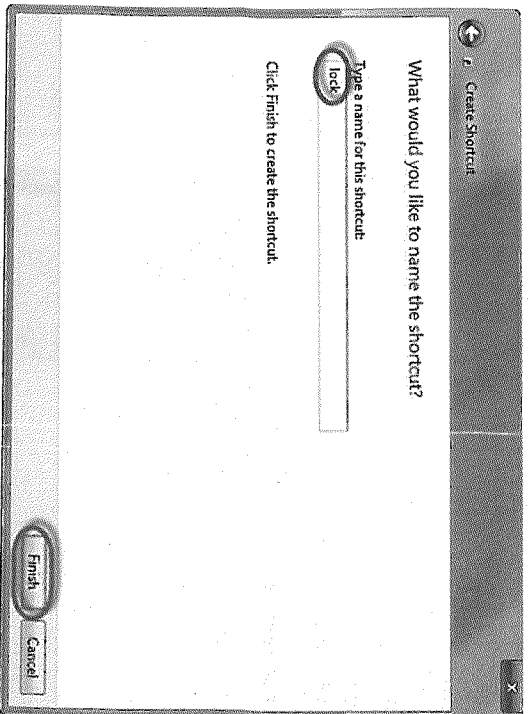 Create Shortcut
What would you like to name the shortcut?
Type a name for this shortcut:
lock
Click Finish to create the shortcut.
Finish
Cancel